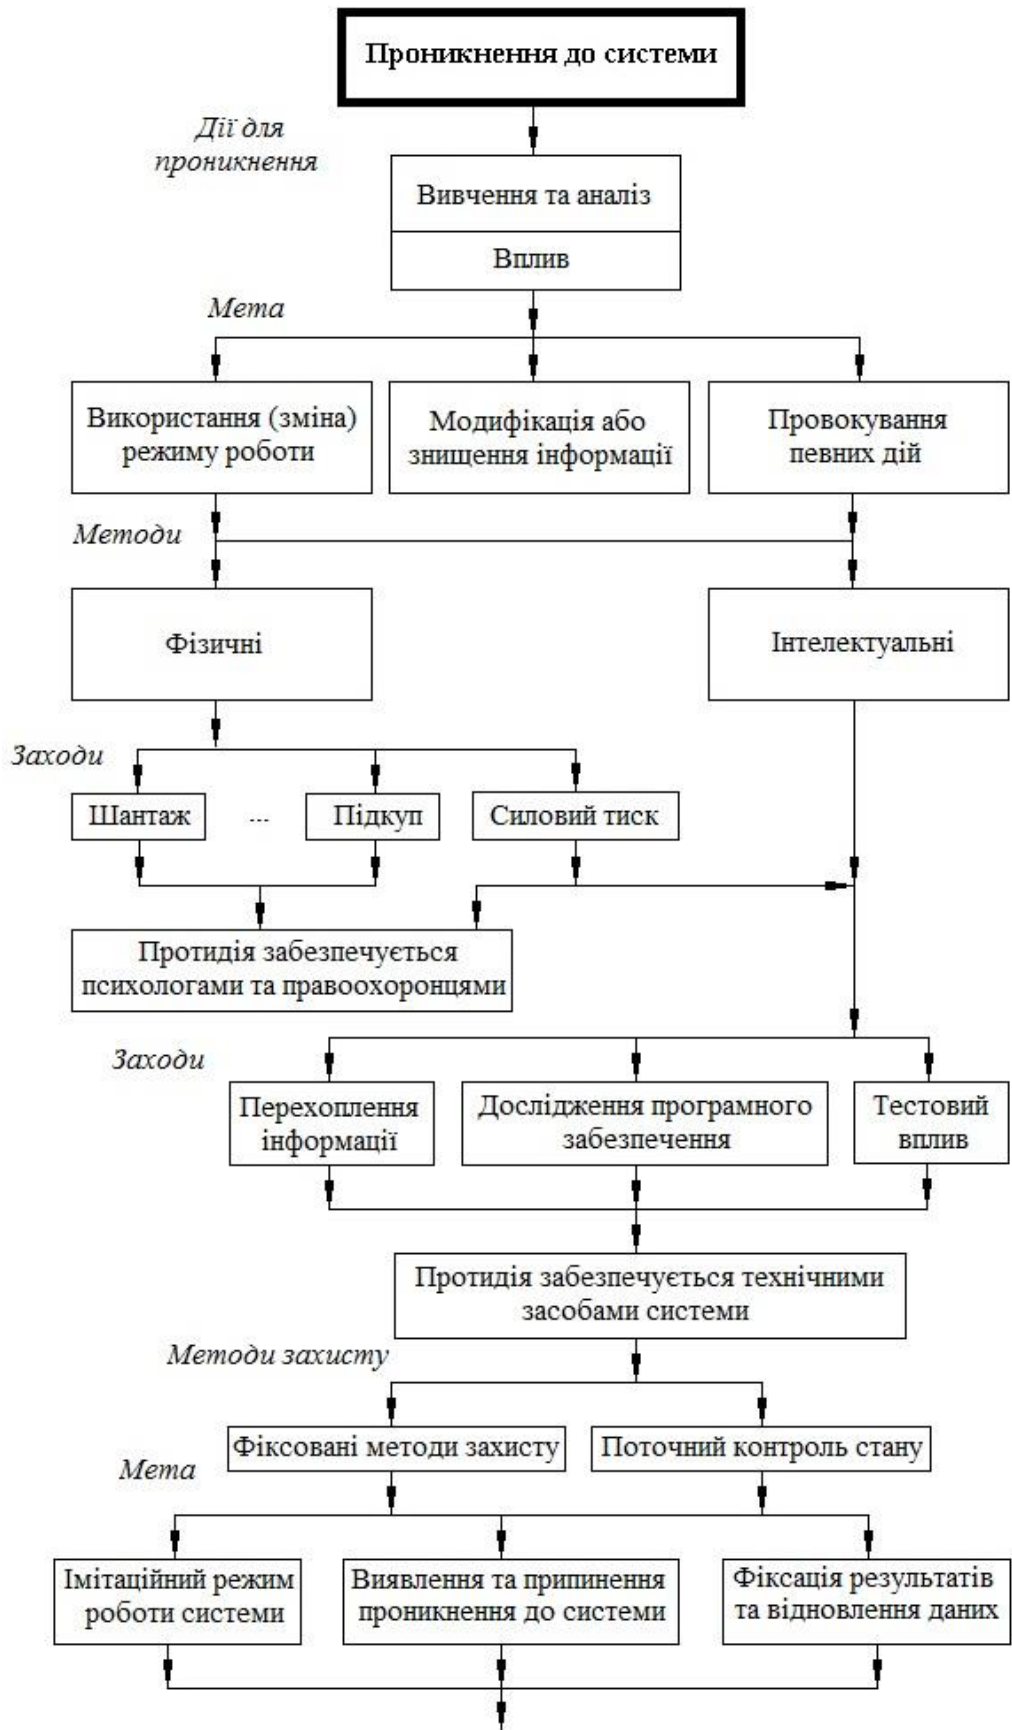 Проникнення до системи
Дії для
проникнення
Вивчення та аналіз
Вплив
Мета
Використання (зміна)
режиму роботи
Модифікація або
знищення інформації
Провокування
певних дій
Методи
Фізичні
Інтелектуальні
Заходи
Шантаж
...
Підкуп
Силовий тиск
Протидія забезпечується
психологами та правоохоронцями
Заходи
Перехоплення
інформації
Дослідження програмного
забезпечення
Тестовий
вплив
Протидія забезпечується технічними
засобами системи
Методи захисту
Фіксовані методи захисту
Поточний контроль стану
Мета
Імітаційний режим
роботи системи
Виявлення та припинення
проникнення до системи
Фіксація результатів
та відновлення даних